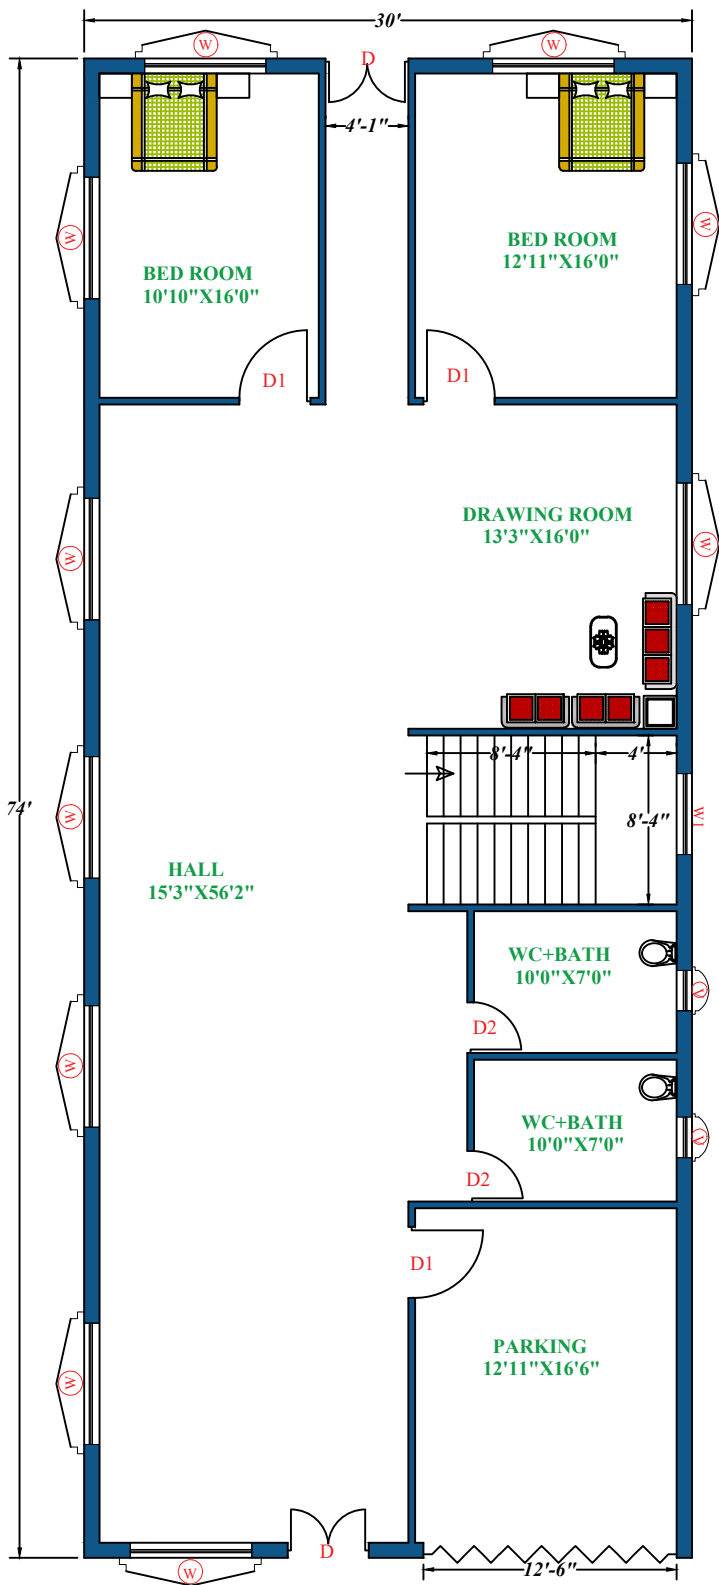 30'
W
W
D
4'-1"
W
W
BED ROOM
12'11"X16'0"
BED ROOM
10'10"X16'0"
D1
D1
DRAWING ROOM
13'3"X16'0"
W
W
8'-4"
4'
74'
W
W1
8'-4"
HALL
15'3"X56'2"
WC+BATH
10'0"X7'0"
V
D2
W
WC+BATH
10'0"X7'0"
V
D2
D1
PARKING
12'11"X16'6"
W
D
W
12'-6"